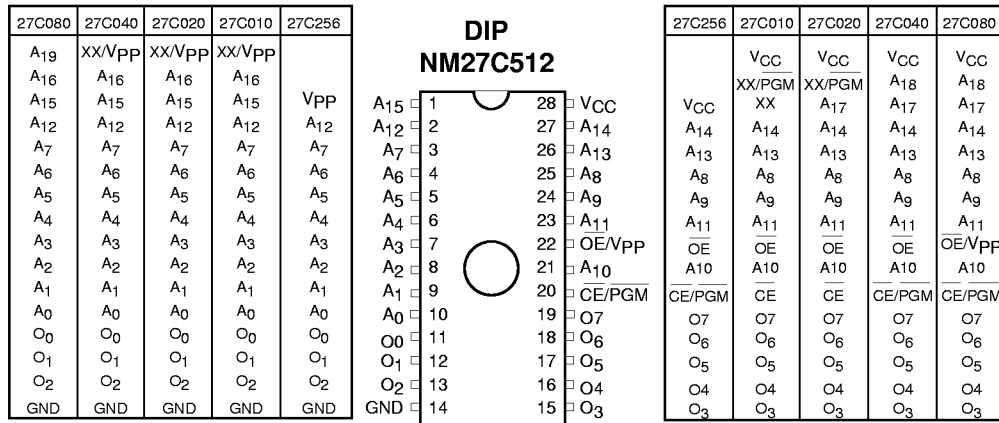 27C080 27C040 27C020 27C010 27C256
A19 XX/VPP XX/VPP XX/VPP
A16 A16 A16 A16
A15 A15 A15 A15 VPP
A12 A12 A12 A12 A12
A7 A7 A7 A7 A7
A6 A6 A6 A6 A6
A5 A5 A5 A5 A5
A4 A4 A4 A4 A4
A3 A3 A3 A3 A3
A2 A2 A2 A2 A2
A1 A1 A1 A1 A1
A0 A0 A0 A0 A0
O0 O0 O0 O0 O0
O1 O1 O1 O1 O1
O2 O2 O2 O2 O2
GND GND GND GND GND
DIP
NM27C512
A15 1 28 VCC
A12 2 27 A14
A7 3 26 A13
A6 4 25 A8
A5 5 24 A9
A4 6 23 A11
A3 7 22 OE/VPP
A2 8 21 A10
A1 9 20 CE/PGM
A0 10 19 O7
O0 11 18 O6
O1 12 17 O5
O2 13 16 O4
GND 14 15 O3
27C256 27C010 27C020 27C040 27C080
VCC VCC VCC VCC
XX/PGM XX/PGM A18 A18
VCC XX A17 A17 A17
A14 A14 A14 A14 A14
A13 A13 A13 A13 A13
A8 A8 A8 A8 A8
A9 A9 A9 A9 A9
A11 A11 A11 A11 A11
OE OE OE OE OE/VPP
A10 A10 A10 A10 A10
CE/PGM CE CE CE/PGM CE/PGM
O7 O7 O7 O7 O7
O6 O6 O6 O6 O6
O5 O5 O5 O5 O5
O4 O4 O4 O4 O4
O3 O3 O3 O3 O3